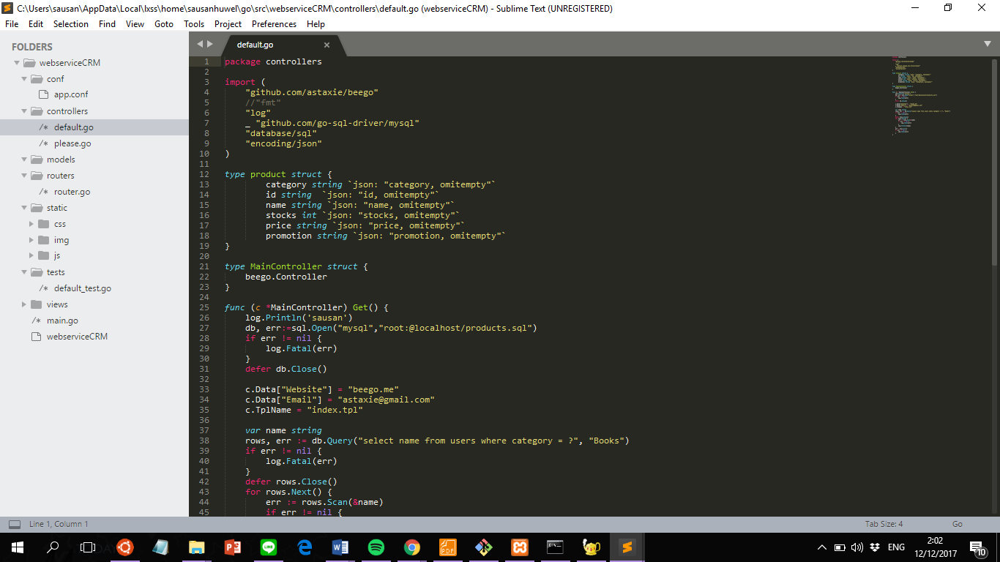 C:\Users\sausan\AppData\Local\lxss\home\sausanhuwel\go\src\webserviceCRM\controllers\default.go (webserviceCRM) - Sublime Text (UNREGISTERED)
File Edit Selection Find View Goto Tools Project Preferences Help
FOLDERS
webserviceCRM
conf
app.conf
controllers
/* default.go
/* please.go
models
routers
/* router.go
static
css
img
js
tests
/* default_test.go
views
/* main.go
webserviceCRM
default.go
1 package controllers
2
3 import (
4 "github.com/astaxie/beego"
5 //"fmt"
6 "log"
7 _ "github.com/go-sql-driver/mysql"
8 "database/sql"
9 "encoding/json"
10 )
11
12 type product struct {
13 category string `json: "category, omitempty"`
14 id string  `json: "id, omitempty"`
15 name string `json: "name, omitempty"`
16 stocks int `json: "stocks, omitempty"`
17 price string `json: "price, omitempty"`
18 promotion string `json: "promotion, omitempty"`
19 }
20
21 type MainController struct {
22 beego.Controller
23 }
24
25 func (c *MainController) Get() {
26 log.Println('sausan')
27 db, err:=sql.Open("mysql","root:@localhost/products.sql")
28 if err != nil {
29 log.Fatal(err)
30 }
31 defer db.Close()
32
33 c.Data["Website"] = "beego.me"
34 c.Data["Email"] = "astaxie@gmail.com"
35 c.TplName = "index.tpl"
36
37 var name string
38 rows, err := db.Query("select name from users where category = ?", "Books")
39 if err != nil {
40 log.Fatal(err)
41 }
42 defer rows.Close()
43 for rows.Next() {
44 err := rows.Scan(&name)
45 if err != nil {
Line 1, Column 1
Tab Size: 4
Go
ENG
2:02
12/12/2017
10